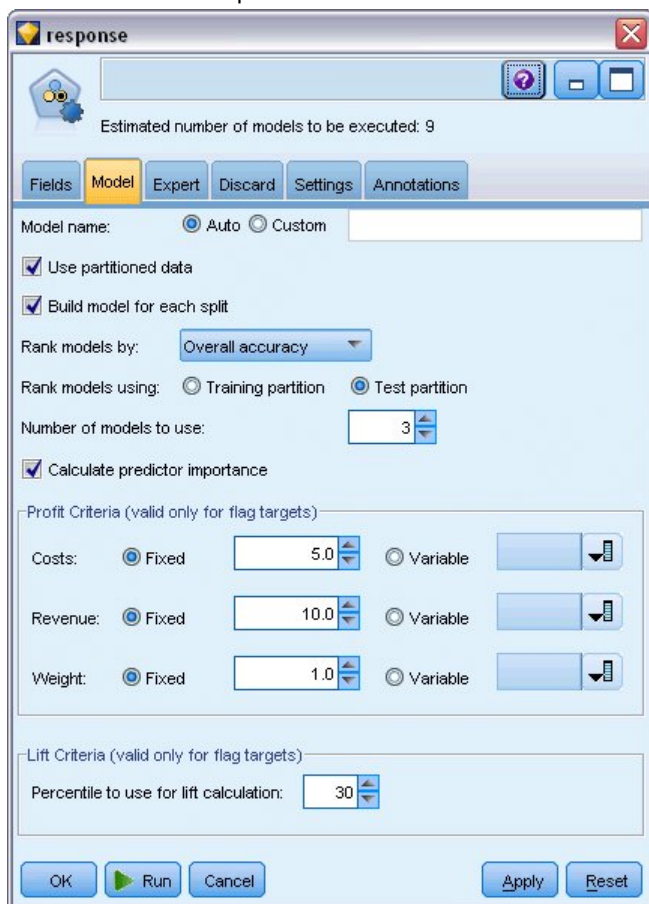 response
Estimated number of models to be executed: 9
Fields Model Expert Discard Settings Annotations
Model name: Auto Custom
Use partitioned data
Build model for each split
Rank models by: Overall accuracy
Rank models using: Training partition Test partition
Number of models to use: 3
Calculate predictor importance
Profit Criteria (valid only for flag targets)
Costs: Fixed 5.0 Variable
Revenue: Fixed 10.0 Variable
Weight: Fixed 1.0 Variable
Lift Criteria (valid only for flag targets)
Percentile to use for lift calculation: 30
OK Run Cancel Apply Reset